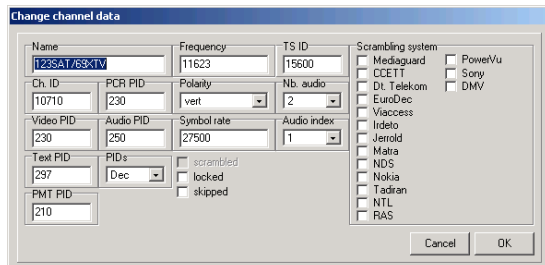 Change channel data
Name Frequency TS ID Scrambling system
123SAT/69XTV 11623 15600
Mediaguard PowerVu
CCETT Sony
Dt. Telekom DMV
EuroDec
Viaccess
Irdeto
Jerrold
Matra
NDS
Nokia
Tadiran
NTL
RAS
Ch. ID PCR PID Polarity Nb. audio
10710 230 vert 2
Video PID Audio PID Symbol rate Audio index
230 250 27500 1
Text PID PIDs scrambled
297 Dec locked
skipped
PMT PID
210
Cancel OK